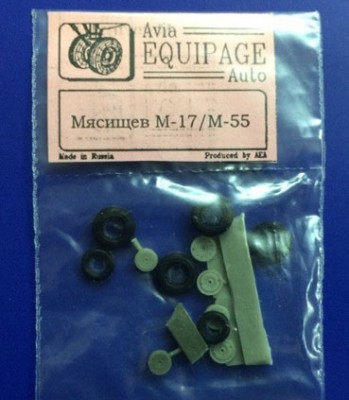 Avia
EQUIPAGE
Auto
Мясищев М-17/М-55
Made in Russia
Produced by AEA